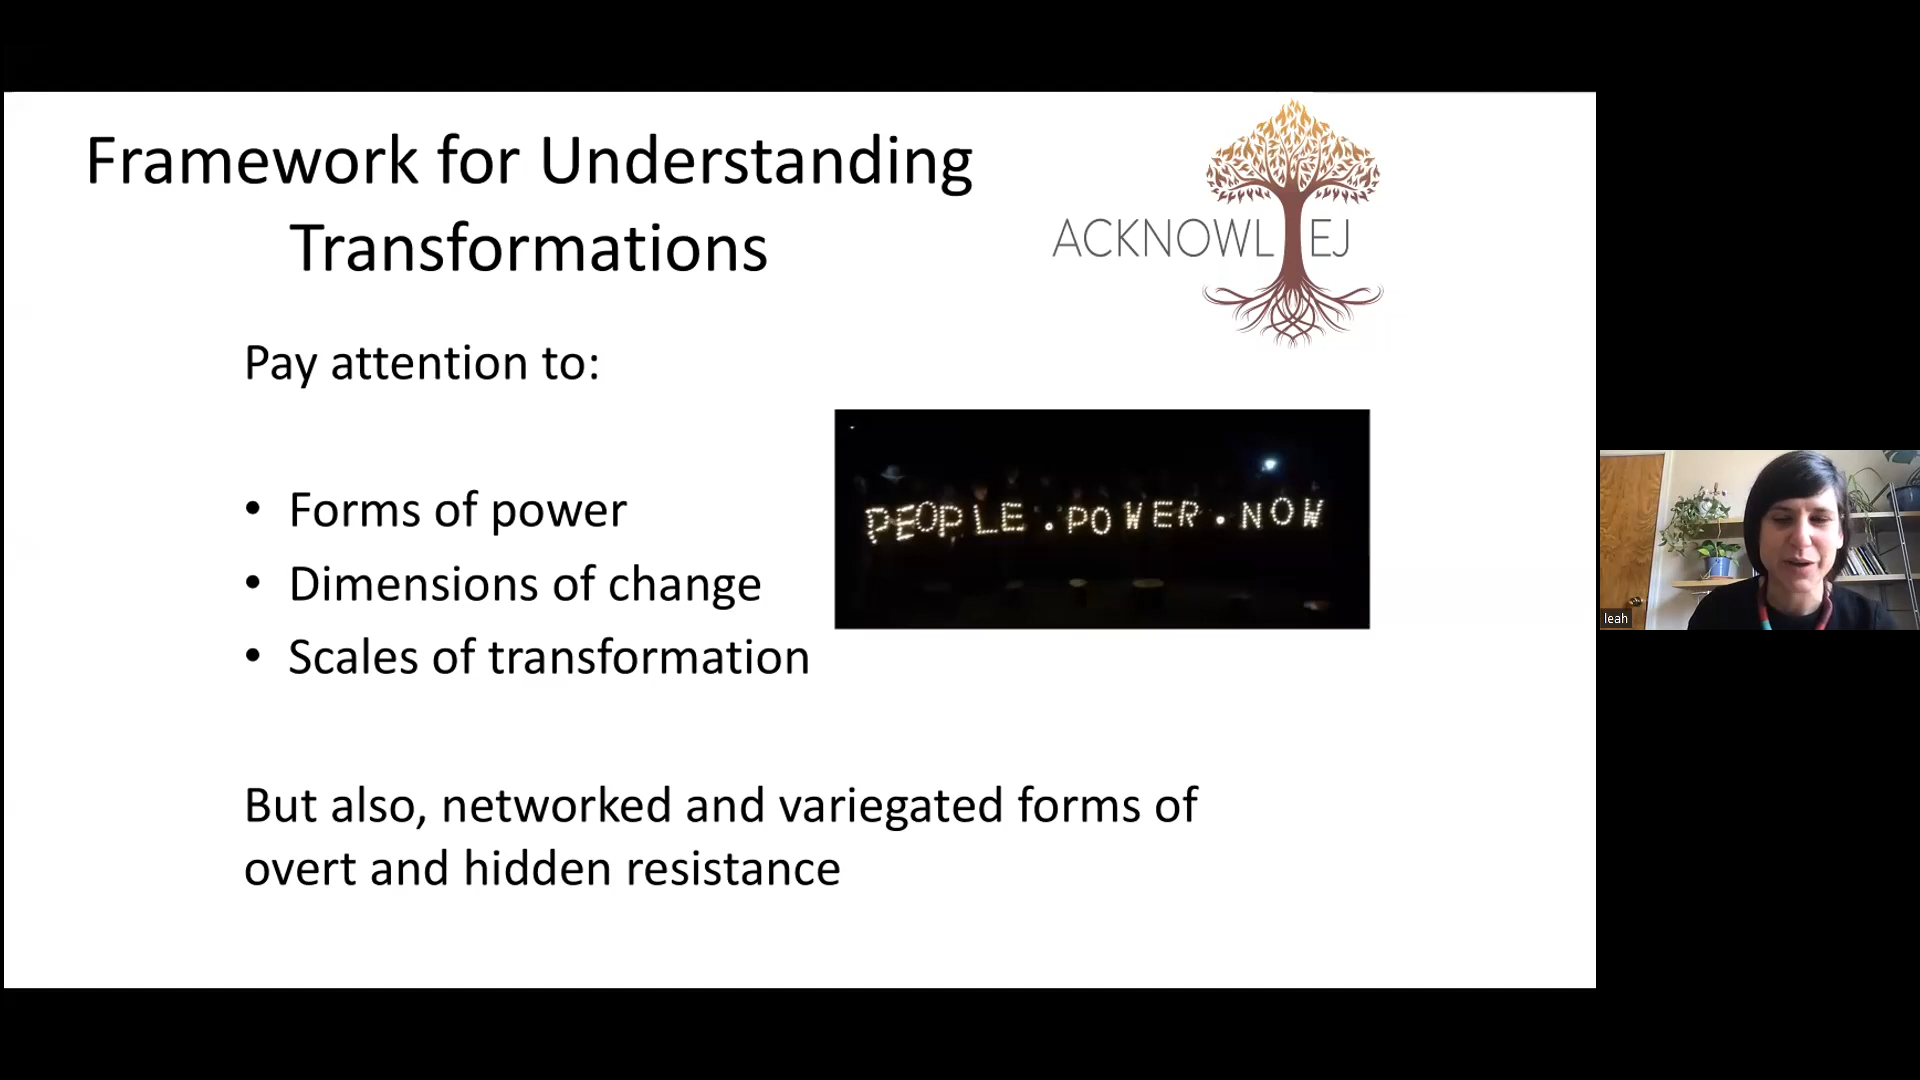 Framework for Understanding
Transformations
ACKNOWL EJ
Pay attention to:
PEOPLE.POWER.NOW
• Forms of power
• Dimensions of change
• Scales of transformation
But also, networked and variegated forms of
overt and hidden resistance
leah